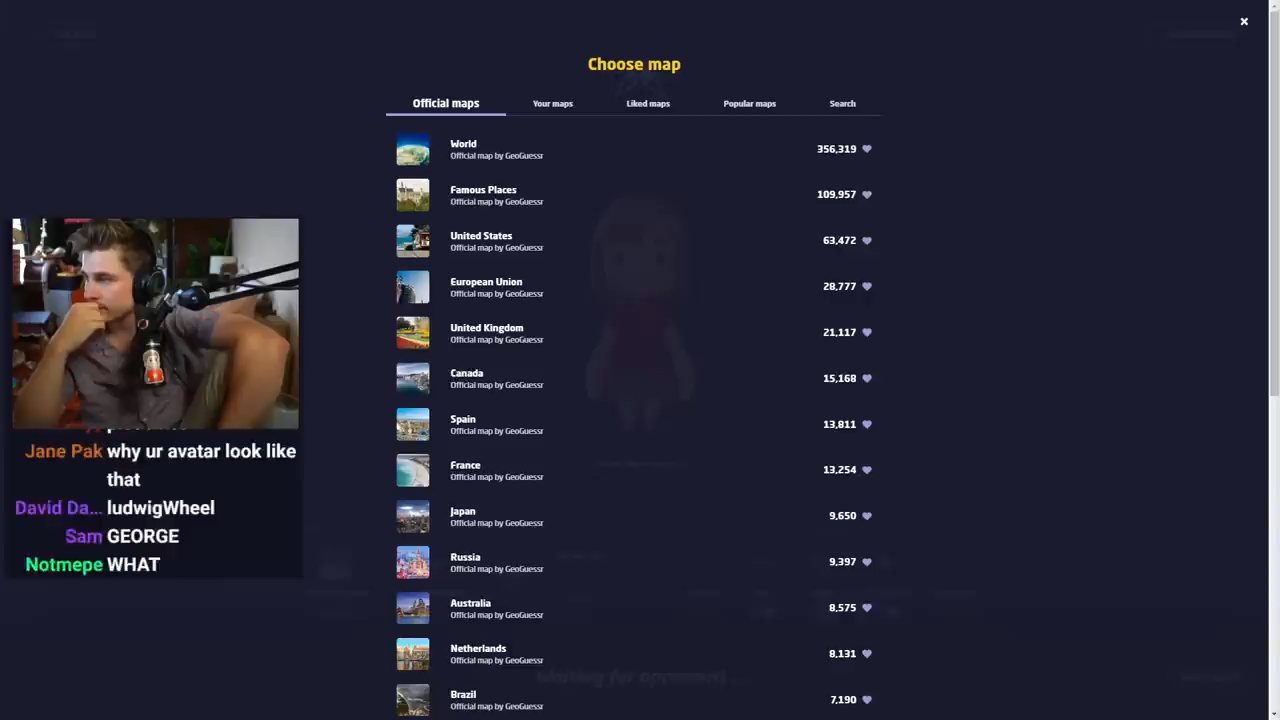 Choose map
Official maps
Your maps
Liked maps
Popular maps
Search
World
Official map by GeoGuessr
356,319
Famous Places
Official map by GeoGuessr
109,957
United States
Official map by GeoGuessr
63,472
European Union
Official map by GeoGuessr
28,777
United Kingdom
Official map by GeoGuessr
21,117
Canada
Official map by GeoGuessr
15,168
Spain
Official map by GeoGuessr
13,811
France
Official map by GeoGuessr
13,254
Japan
Official map by GeoGuessr
9,650
Russia
Official map by GeoGuessr
9,397
Australia
Official map by GeoGuessr
8,575
Netherlands
Official map by GeoGuessr
8,131
Brazil
Official map by GeoGuessr
7,190
Jane Pak why ur avatar look like
that
David Da... ludwigWheel
Sam GEORGE
Notmepe WHAT
Waiting for opponent ...